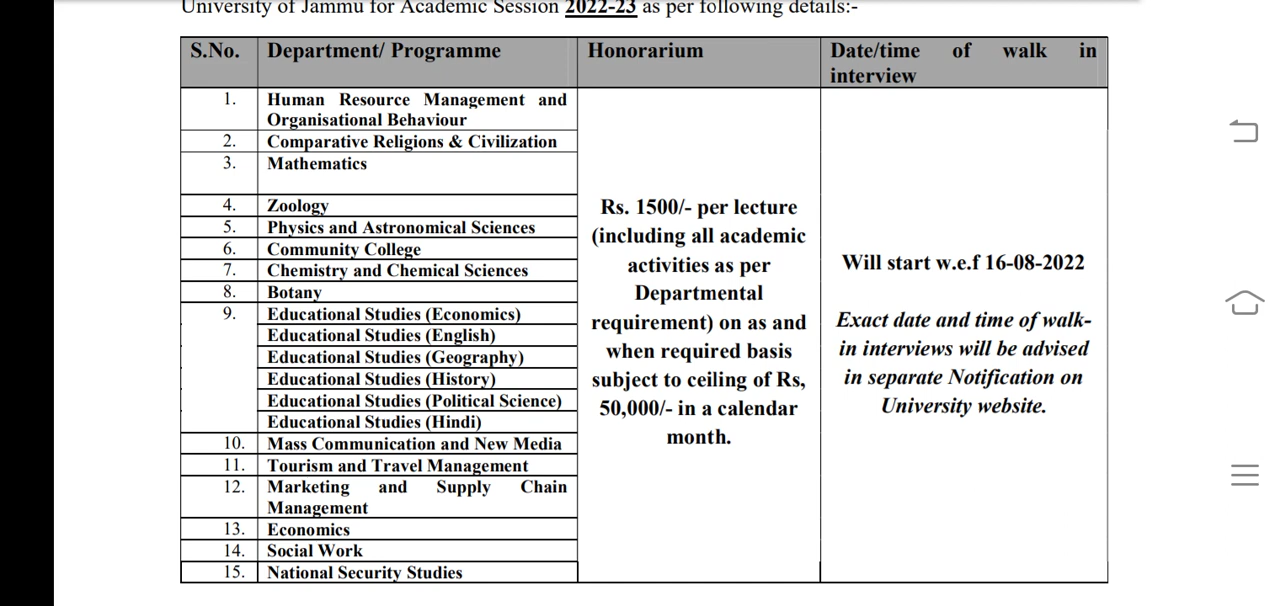 University of Jammu for Academic Session 2022-23 as per following details:-
S.No. Department/ Programme Honorarium Date/time of walk in
interview
1. Human Resource Management and
Organisational Behaviour
2. Comparative Religions & Civilization
3. Mathematics
4. Zoology
5. Physics and Astronomical Sciences
6. Community College
7. Chemistry and Chemical Sciences
8. Botany
9. Educational Studies (Economics)
Educational Studies (English)
Educational Studies (Geography)
Educational Studies (History)
Educational Studies (Political Science)
Educational Studies (Hindi)
10. Mass Communication and New Media
11. Tourism and Travel Management
12. Marketing and Supply Chain
Management
13. Economics
14. Social Work
15. National Security Studies
Rs. 1500/- per lecture
(including all academic
activities as per
Departmental
requirement) on as and
when required basis
subject to ceiling of Rs,
50,000/- in a calendar
month.
Will start w.e.f 16-08-2022
Exact date and time of walk-
in interviews will be advised
in separate Notification on
University website.